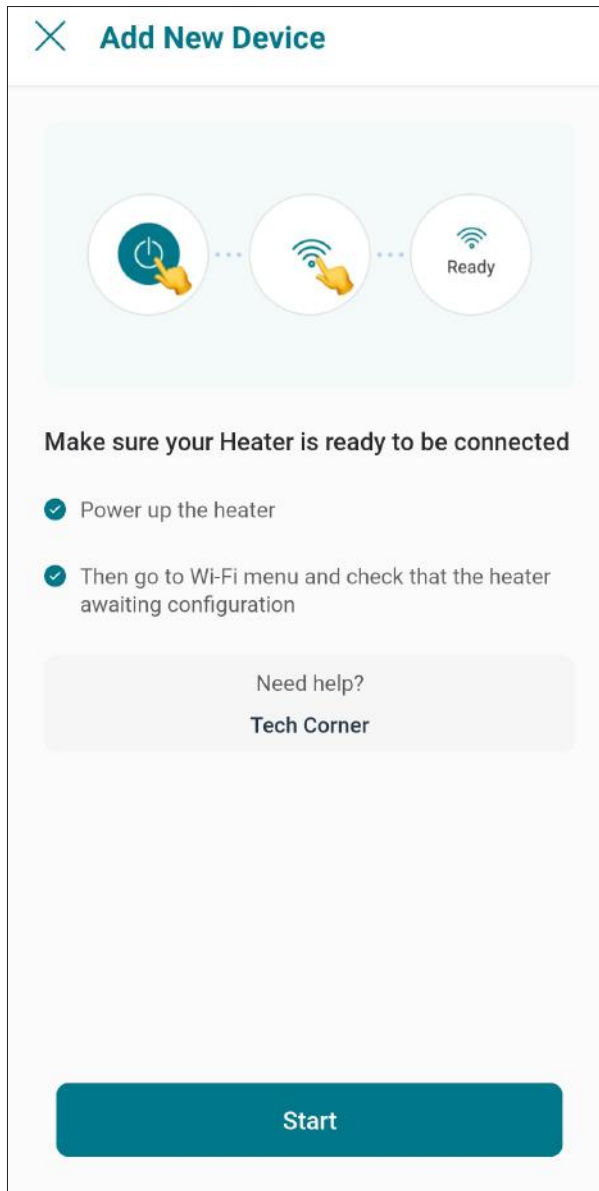 Add New Device
Ready
Make sure your Heater is ready to be connected
Power up the heater
Then go to Wi-Fi menu and check that the heater
awaiting configuration
Need help?
Tech Corner
Start